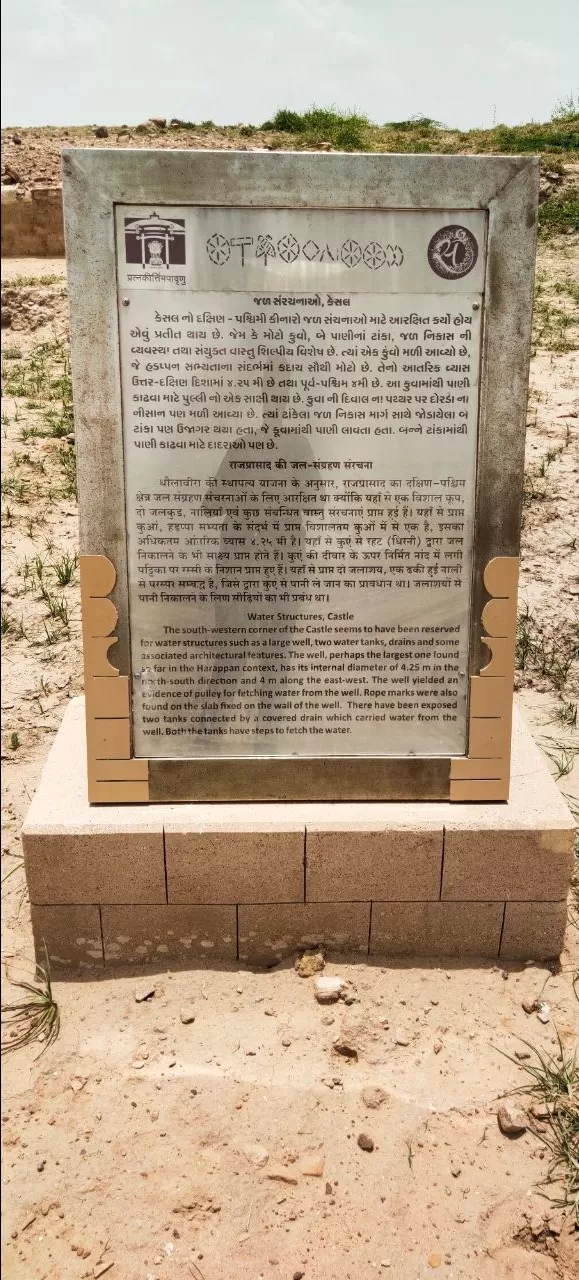 प्रत्नकीर्तिमपावृणु
જળ સંરચનાઓ, કેસલ
કેસલ નો દક્ષિણ - પશ્ચિમી કીનારો જળ સંચનાઓ માટે આરક્ષિત કર્યો હોય
એવું પ્રતીત થાય છે. જેમ કે મોટો કુવો, બે પાણીનાં ટાંકા, જળ નિકાસ ની
વ્યવસ્થા તથા સંયુક્ત વાસ્તુ શિલ્પીય વિશેષ છે. ત્યાં એક કુંવો મળી આવ્યો છે,
જે હડપ્પન સભ્યતાના સંદર્ભમાં કદાય સૌથી મોટો છે. તેનો આતરિક વ્યાસ
ઉત્તર-દક્ષિણ દિશામાં ૪.૨૫ મી છે તથા પૂર્વ-પશ્ચિમ ૪મી છે. આ કુવામાંથી પાણી
કાઢવા માટે પુલ્લી નો એક સાક્ષી થાય છે. કુવા ની દિવાલ ના પથ્થર પર દોરડા ના
નીસાન પણ મળી આવ્યા છે. ત્યાં ઢાંકેલા જળ નિકાસ માર્ગ સાથે જોડાયેલા બે
ટાંકા પણ ઉજાગર થયા હતા, જે કૂવામાંથી પાણી લાવતા હતા. બન્ને ટાંકામાંથી
પાણી કાઢવા માટે દાદરાઓ પણ છે.
राजप्रासाद की जल-संग्रहण संरचना
धौलावीरा की स्थापत्य योजना के अनुसार, राजप्रासाद का दक्षिण-पश्चिम
क्षेत्र जल संग्रहण संचरनाओं के लिए आरक्षित था क्योंकि यहां से एक विशाल कूप,
दो जलकुंड, नालियाँ एवं कुछ संबन्धित वास्तु संरचनाएं प्राप्त हुई हैं। यहाँ से प्राप्त
कुआं, हड़प्पा सभ्यता के संदर्भ में प्राप्त विशालतम कुओं में से एक है, इसका
अधिकतम आंतरिक व्यास ४.२५ मी है। यहां से कुएं से रहट (घिरनी) द्वारा जल
निकालने के भी साक्ष्य प्राप्त होते हैं। कुएं की दीवार के ऊपर निर्मित नांद में लगी
पट्टिका पर रस्सी के निशान प्राप्त हुए हैं। यहां से प्राप्त दो जलाशय, एक ढकी हुई नाली
से परस्पर सम्बद्ध है, जिसे द्वारा कुंए से पानी ले जान का प्रावधान था। जलाशयों से
पानी निकालने के लिए सीढ़ियों का भी प्रबंध था।
Water Structures, Castle
The south-western corner of the Castle seems to have been reserved
for water structures such as a large well, two water tanks, drains and some
associated architectural features. The well, perhaps the largest one found
so far in the Harappan context, has its internal diameter of 4.25 m in the
north-south direction and 4 m along the east-west. The well yielded an
evidence of pulley for fetching water from the well. Rope marks were also
found on the slab fixed on the wall of the well. There have been exposed
two tanks connected by a covered drain which carried water from the
well. Both the tanks have steps to fetch the water.